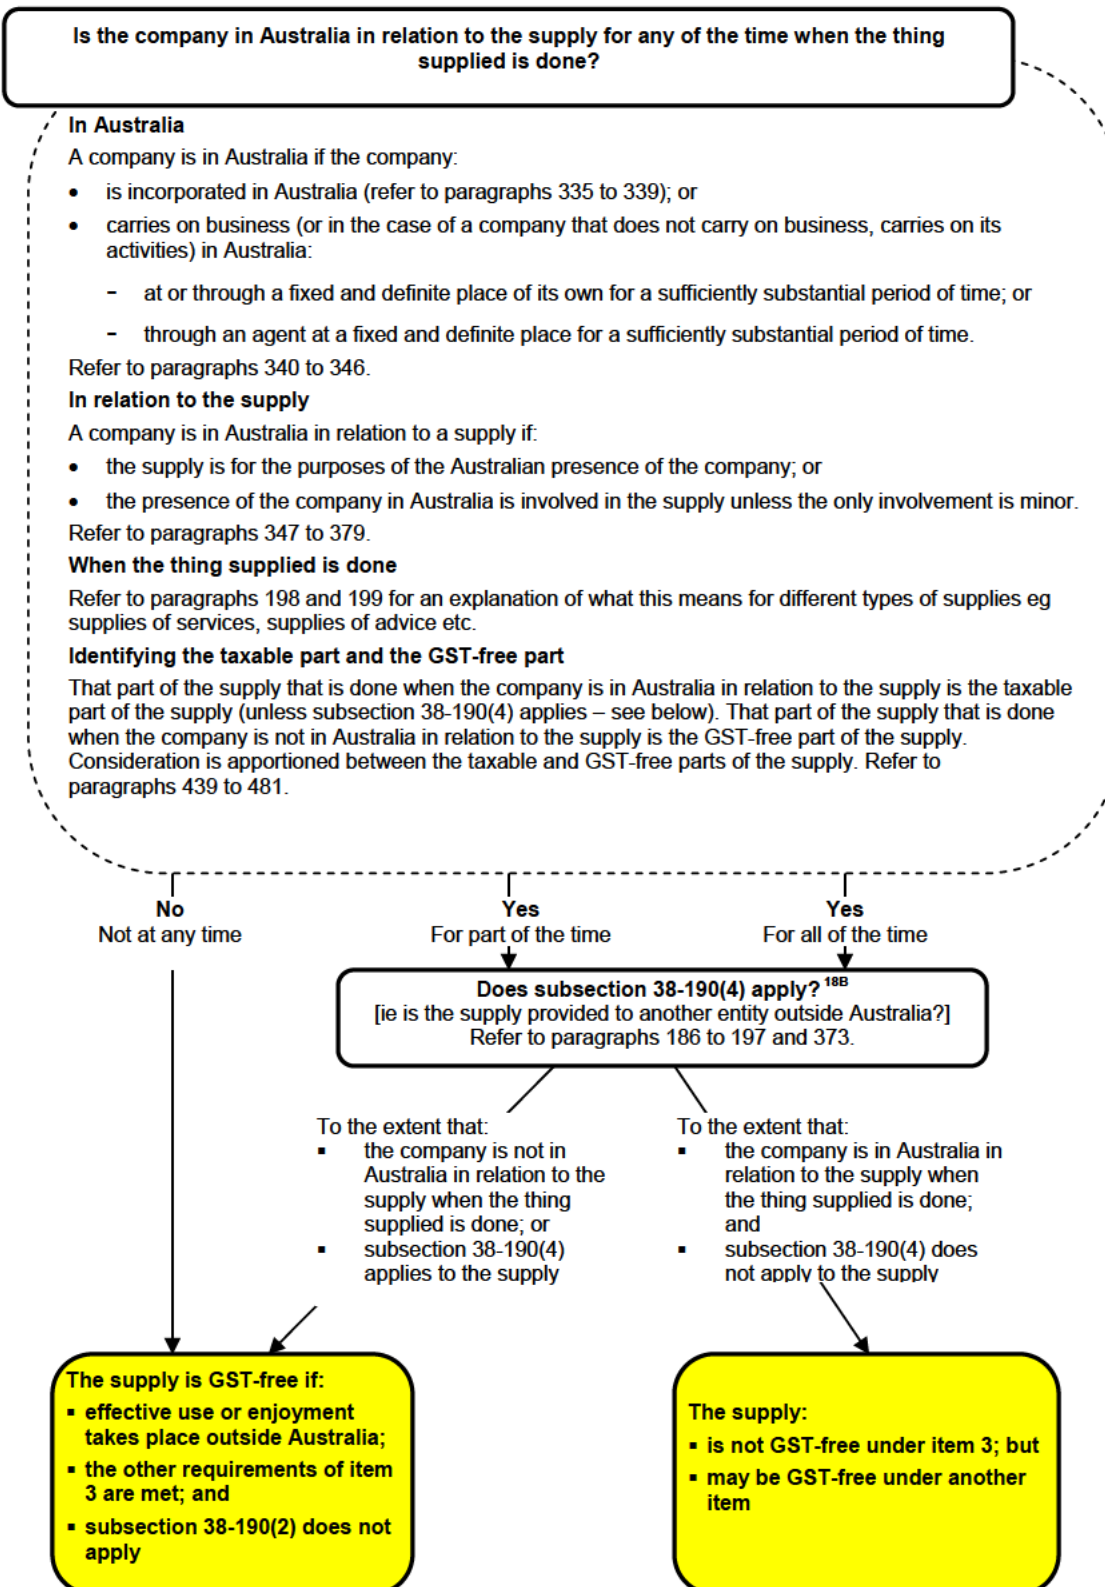 Is the company in Australia in relation to the supply for any of the time when the thing
supplied is done?
In Australia
A company is in Australia if the company:
• is incorporated in Australia (refer to paragraphs 335 to 339); or
• carries on business (or in the case of a company that does not carry on business, carries on its
activities) in Australia:
− at or through a fixed and definite place of its own for a sufficiently substantial period of time; or
− through an agent at a fixed and definite place for a sufficiently substantial period of time.
Refer to paragraphs 340 to 346.
In relation to the supply
A company is in Australia in relation to a supply if:
• the supply is for the purposes of the Australian presence of the company; or
• the presence of the company in Australia is involved in the supply unless the only involvement is minor.
Refer to paragraphs 347 to 379.
When the thing supplied is done
Refer to paragraphs 198 and 199 for an explanation of what this means for different types of supplies eg
supplies of services, supplies of advice etc.
Identifying the taxable part and the GST-free part
That part of the supply that is done when the company is in Australia in relation to the supply is the taxable
part of the supply (unless subsection 38-190(4) applies – see below). That part of the supply that is done
when the company is not in Australia in relation to the supply is the GST-free part of the supply.
Consideration is apportioned between the taxable and GST-free parts of the supply. Refer to
paragraphs 439 to 481.
No
Not at any time
Yes
For part of the time
Yes
For all of the time
Does subsection 38-190(4) apply? 18B
[ie is the supply provided to another entity outside Australia?]
Refer to paragraphs 186 to 197 and 373.
To the extent that:
▪ the company is not in
Australia in relation to the
supply when the thing
supplied is done; or
▪ subsection 38-190(4)
applies to the supply
To the extent that:
▪ the company is in Australia in
relation to the supply when
the thing supplied is done;
and
▪ subsection 38-190(4) does
not apply to the supply
The supply is GST-free if:
▪ effective use or enjoyment
takes place outside Australia;
▪ the other requirements of item
3 are met; and
▪ subsection 38-190(2) does not
apply
The supply:
▪ is not GST-free under item 3; but
▪ may be GST-free under another
item